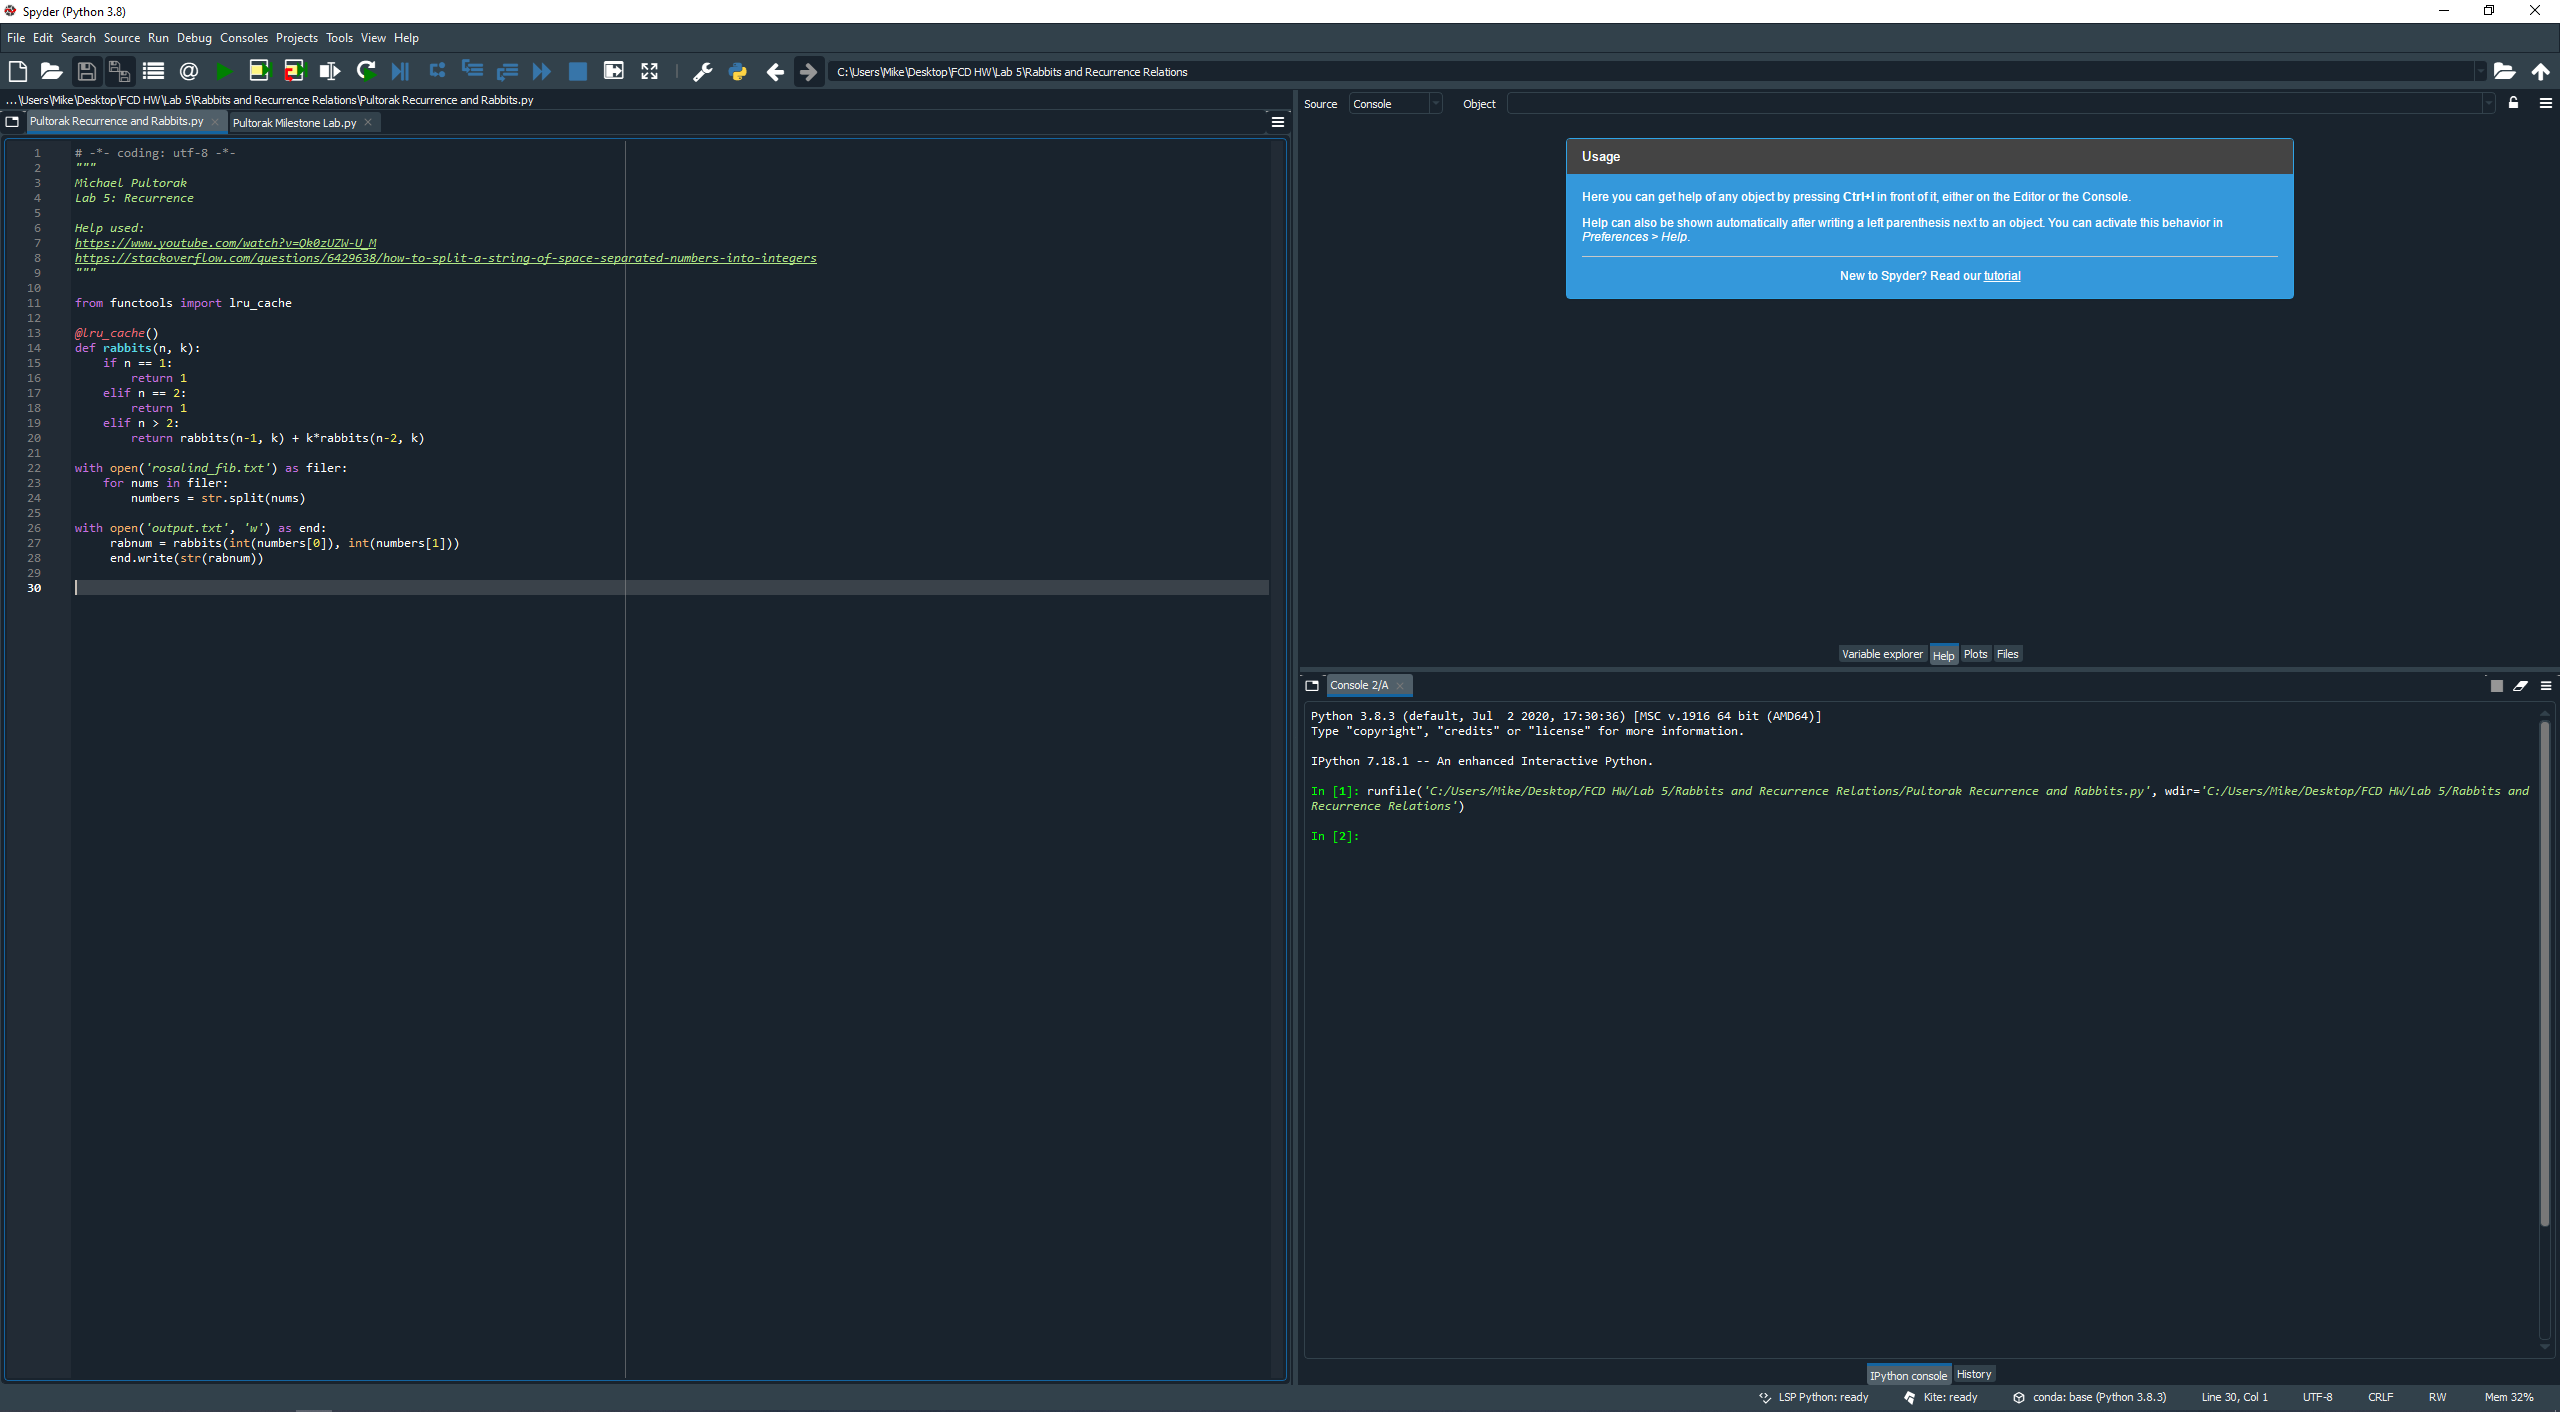 Spyder (Python 3.8)
File Edit Search Source Run Debug Consoles Projects Tools View Help
C:\Users\Mike\Desktop\FCD HW\Lab 5\Rabbits and Recurrence Relations
...\Users\Mike\Desktop\FCD HW\Lab 5\Rabbits and Recurrence Relations\Pultorak Recurrence and Rabbits.py
Pultorak Recurrence and Rabbits.py
Pultorak Milestone Lab.py
1 # -*- coding: utf-8 -*-
2 """
3 Michael Pultorak
4 Lab 5: Recurrence
5
6 Help used:
7 https://www.youtube.com/watch?v=Qk0zUZW-U_M
8 https://stackoverflow.com/questions/6429638/how-to-split-a-string-of-space-separated-numbers-into-integers
9 """
10
11 from functools import lru_cache
12
13 @lru_cache()
14 def rabbits(n, k):
15     if n == 1:
16         return 1
17     elif n == 2:
18         return 1
19     elif n > 2:
20         return rabbits(n-1, k) + k*rabbits(n-2, k)
21
22 with open('rosalind_fib.txt') as filer:
23     for nums in filer:
24         numbers = str.split(nums)
25
26 with open('output.txt', 'w') as end:
27      rabnum = rabbits(int(numbers[0]), int(numbers[1]))
28      end.write(str(rabnum))
29
30
Source Console Object
Usage
Here you can get help of any object by pressing Ctrl+I in front of it, either on the Editor or the Console.
Help can also be shown automatically after writing a left parenthesis next to an object. You can activate this behavior in
Preferences > Help.
New to Spyder? Read our tutorial
Variable explorer Help Plots Files
Console 2/A
Python 3.8.3 (default, Jul  2 2020, 17:30:36) [MSC v.1916 64 bit (AMD64)]
Type "copyright", "credits" or "license" for more information.
IPython 7.18.1 -- An enhanced Interactive Python.
In [1]: runfile('C:/Users/Mike/Desktop/FCD HW/Lab 5/Rabbits and Recurrence Relations/Pultorak Recurrence and Rabbits.py', wdir='C:/Users/Mike/Desktop/FCD HW/Lab 5/Rabbits and
Recurrence Relations')
In [2]:
IPython console History
LSP Python: ready Kite: ready conda: base (Python 3.8.3) Line 30, Col 1 UTF-8 CRLF RW Mem 32%